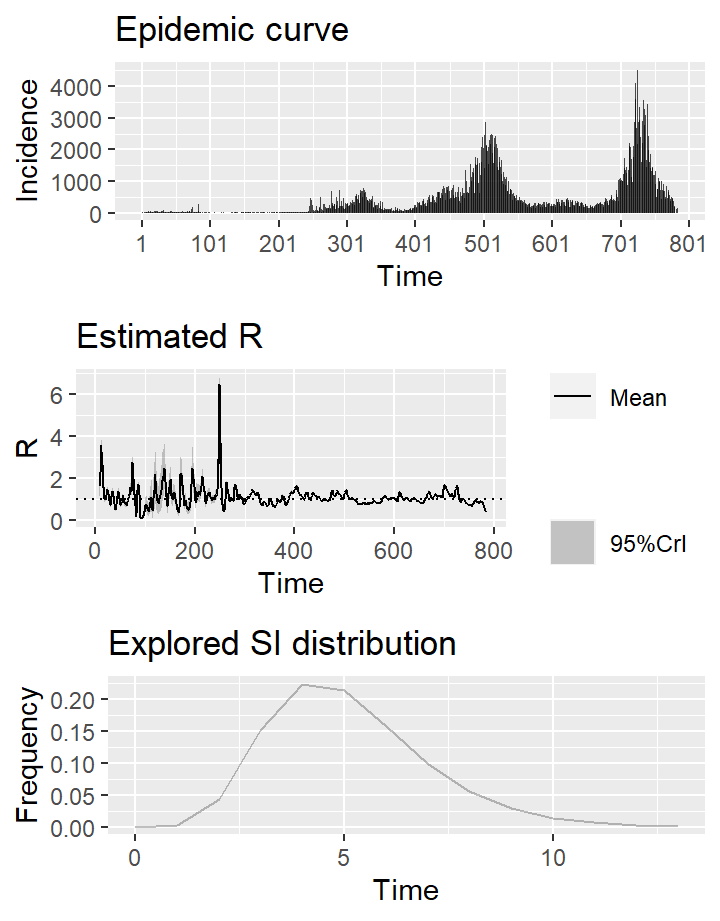 Epidemic curve
Incidence
4000
3000
2000
1000
0
1 101 201 301 401 501 601 701 801
Time
Estimated R
R
6
4
2
0
0 200 400 600 800
Time
Mean
95%CrI
Explored SI distribution
Frequency
0.20
0.15
0.10
0.05
0.00
0 5 10
Time